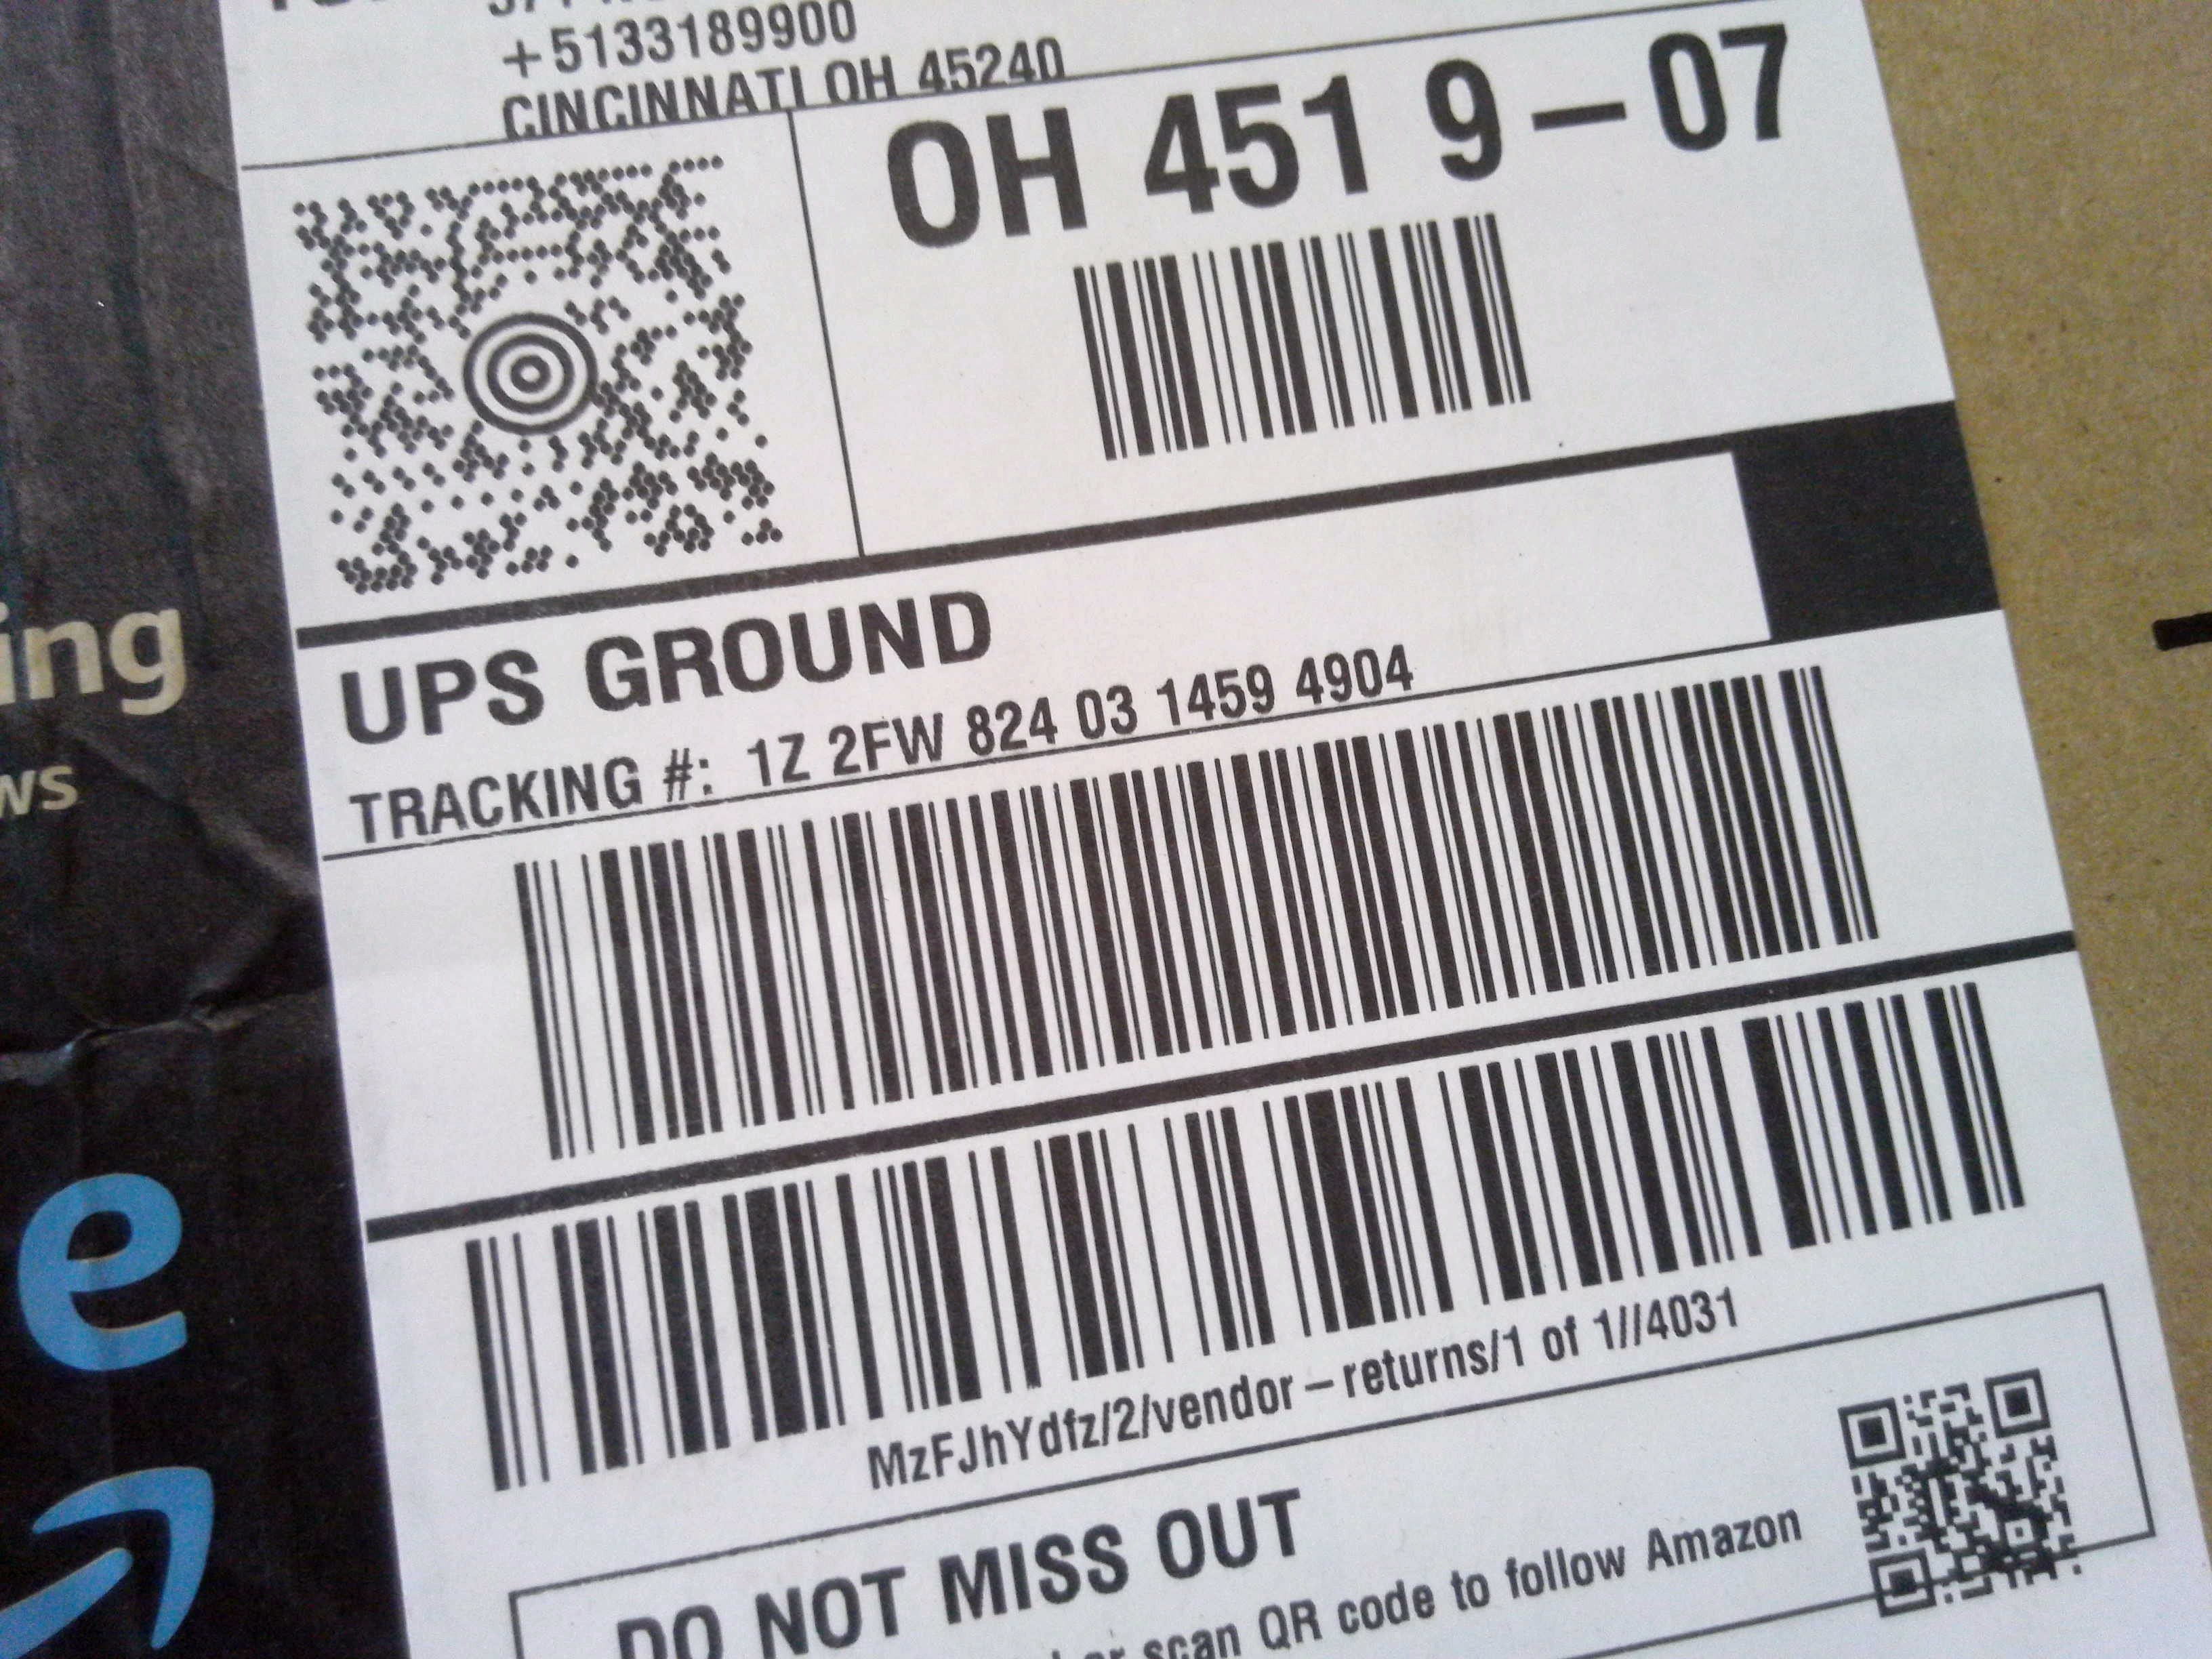 +5133189900
CINCINNATI OH 45240
OH 451 9-07
UPS GROUND
TRACKING #: 1Z 2FW 824 03 1459 4904
MzFJhYdfz/2/vendor-returns/1 of 1//4031
DO NOT MISS OUT
scan QR code to follow Amazon
ing
ws
e